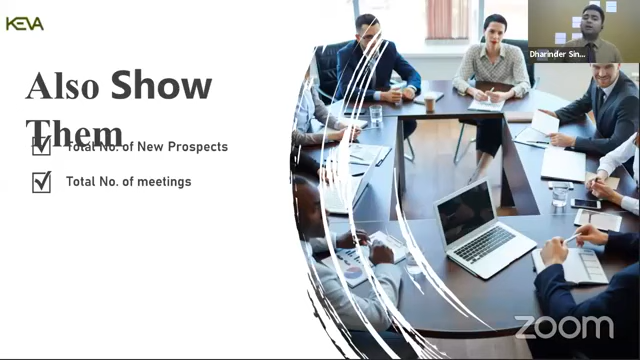 KEVA
Also Show
Them
Total No. of New Prospects
Total No. of meetings
Dharinder Sin...
zoom